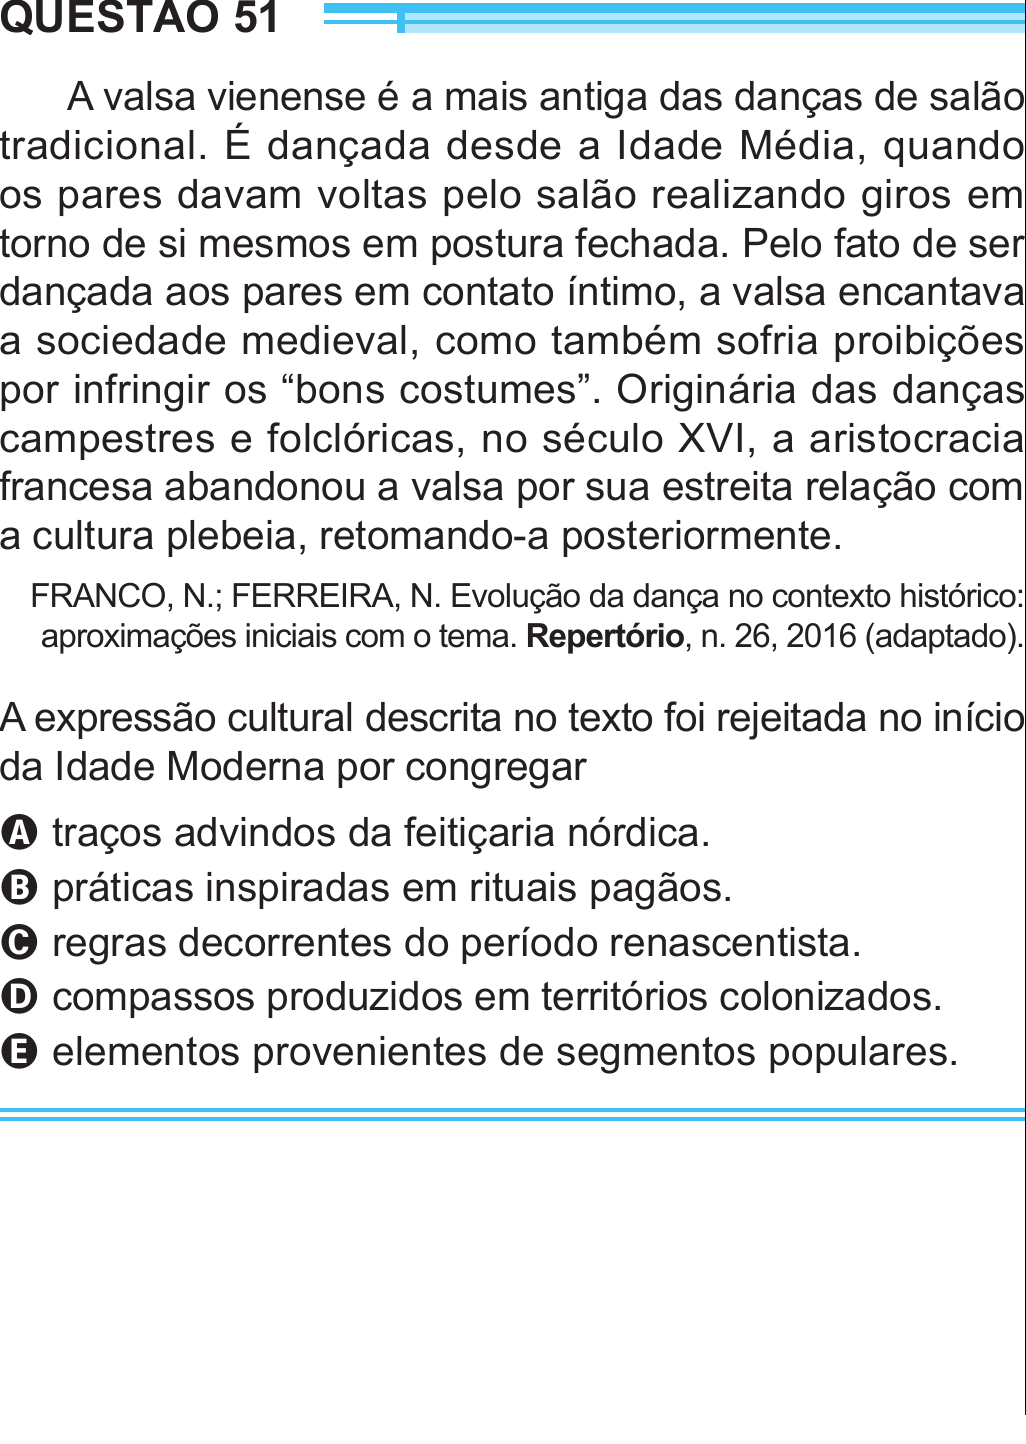 QUESTÃO 51
A valsa vienense é a mais antiga das danças de salão
tradicional. É dançada desde a Idade Média, quando
os pares davam voltas pelo salão realizando giros em
torno de si mesmos em postura fechada. Pelo fato de ser
dançada aos pares em contato íntimo, a valsa encantava
a sociedade medieval, como também sofria proibições
por infringir os “bons costumes”. Originária das danças
campestres e folclóricas, no século XVI, a aristocracia
francesa abandonou a valsa por sua estreita relação com
a cultura plebeia, retomando-a posteriormente.
FRANCO, N.; FERREIRA, N. Evolução da dança no contexto histórico:
aproximações iniciais com o tema. Repertório, n. 26, 2016 (adaptado).
A expressão cultural descrita no texto foi rejeitada no início
da Idade Moderna por congregar
A traços advindos da feitiçaria nórdica.
B práticas inspiradas em rituais pagãos.
C regras decorrentes do período renascentista.
D compassos produzidos em territórios colonizados.
E elementos provenientes de segmentos populares.